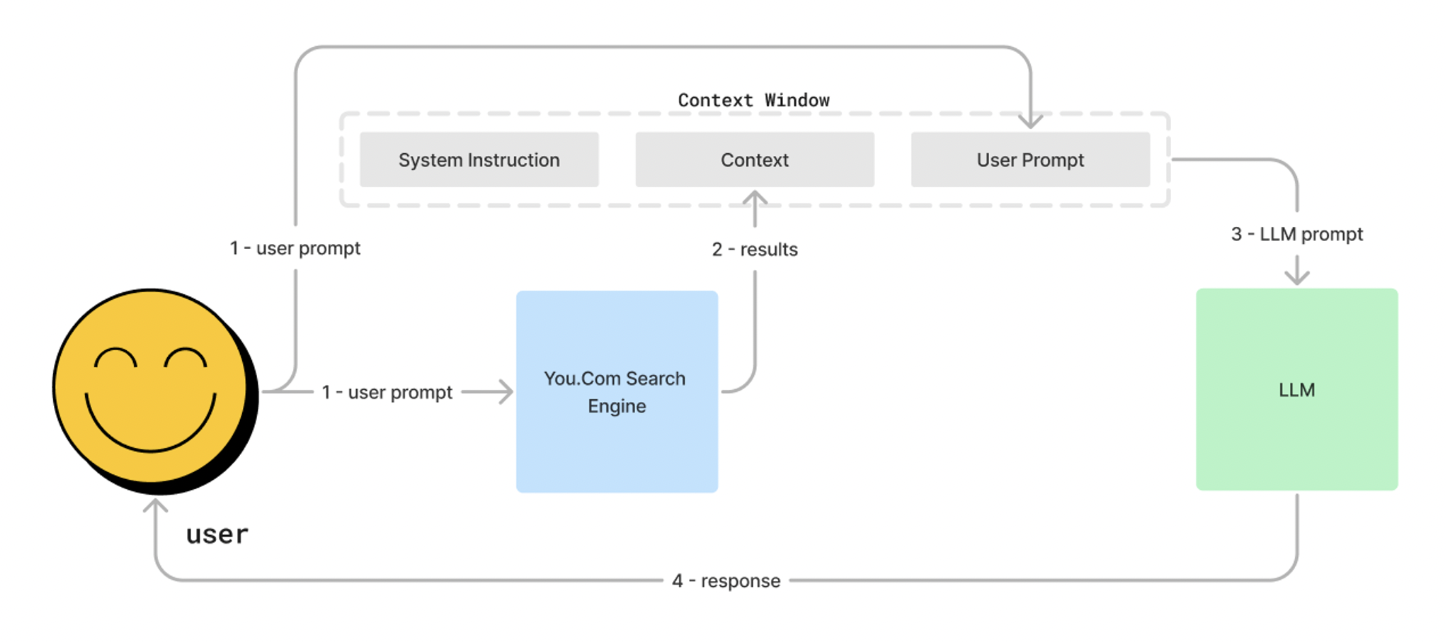 Context Window
System Instruction
Context
User Prompt
1 - user prompt
2 - results
3 - LLM prompt
1 - user prompt
You.Com Search
Engine
LLM
user
4 - response